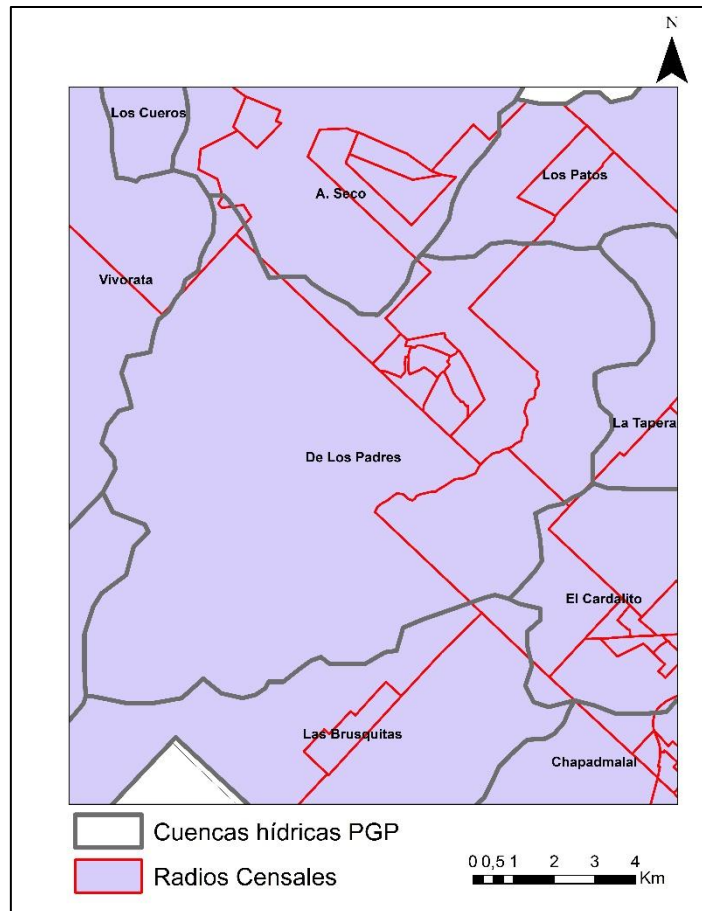 N
Los Cueros
A. Seco
Los Patos
Vivorata
La Tapera
De Los Padres
El Cardalito
Las Brusquitas
Chapadmalal
Cuencas hídricas PGP
Radios Censales
0 0,5 1 2 3 4
Km